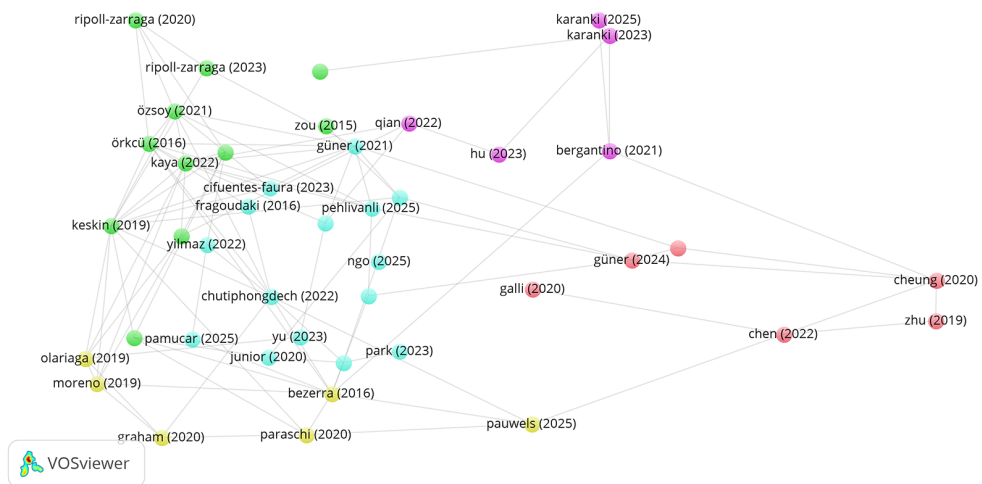 ripoll-zarraga (2020)
karanki (2025)
karanki (2023)
ripoll-zarraga (2023)
özsoy (2021)
zou (2015)
qian (2022)
örkcü (2016)
güner (2021)
hu (2023)
bergantino (2021)
kaya (2022)
cifuentes-faura (2023)
fragoudaki (2016)
pehlivanli (2025)
keskin (2019)
yilmaz (2022)
ngo (2025)
güner (2024)
cheung (2020)
galli (2020)
chutiphongdech (2022)
zhu (2019)
chen (2022)
pamucar (2025)
yu (2023)
junior (2020)
park (2023)
olariaga (2019)
moreno (2019)
bezerra (2016)
pauwels (2025)
graham (2020)
paraschi (2020)
VOSviewer